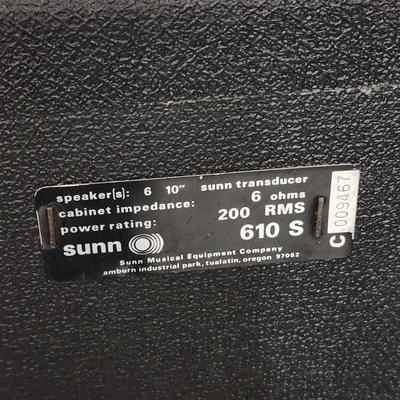 speaker(s): 6 10" sunn transducer
cabinet impedance: 6 ohms
power rating: 200 RMS
sunn 610 S
Sunn Musical Equipment Company
amburn industrial park, tualatin, oregon 97062
C 009467